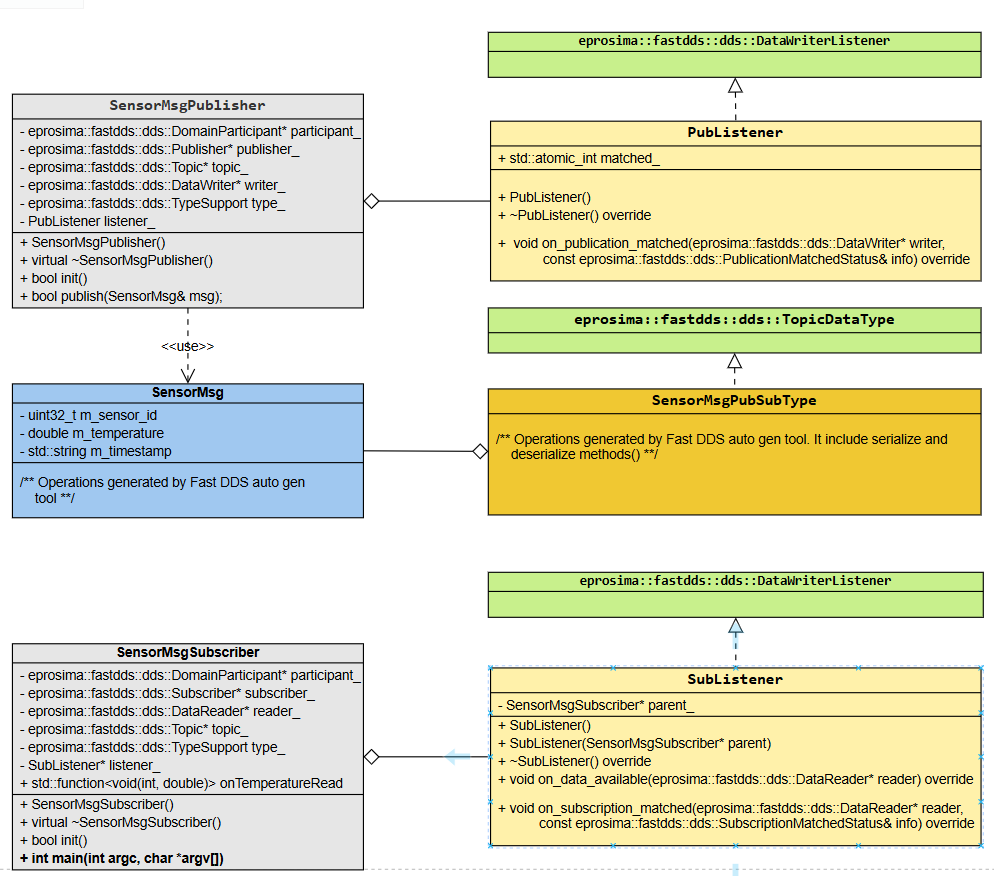 eprosima::fastdds::dds::DataWriterListener
SensorMsgPublisher
- eprosima::fastdds::dds::DomainParticipant* participant_
- eprosima::fastdds::dds::Publisher* publisher_
- eprosima::fastdds::dds::Topic* topic_
- eprosima::fastdds::dds::DataWriter* writer_
- eprosima::fastdds::dds::TypeSupport type_
- PubListener listener_
+ SensorMsgPublisher()
+ virtual ~SensorMsgPublisher()
+ bool init()
+ bool publish(SensorMsg& msg);
PubListener
+ std::atomic_int matched_
+ PubListener()
+ ~PubListener() override
+ void on_publication_matched(eprosima::fastdds::dds::DataWriter* writer,
const eprosima::fastdds::dds::PublicationMatchedStatus& info) override
<<use>>
eprosima::fastdds::dds::TopicDataType
SensorMsg
- uint32_t m_sensor_id
- double m_temperature
- std::string m_timestamp
/** Operations generated by Fast DDS auto gen
tool **/
SensorMsgPubSubType
/** Operations generated by Fast DDS auto gen tool. It include serialize and
deserialize methods() **/
eprosima::fastdds::dds::DataWriterListener
SensorMsgSubscriber
- eprosima::fastdds::dds::DomainParticipant* participant_
- eprosima::fastdds::dds::Subscriber* subscriber_
- eprosima::fastdds::dds::DataReader* reader_
- eprosima::fastdds::dds::Topic* topic_
- eprosima::fastdds::dds::TypeSupport type_
- SubListener* listener_
+ std::function<void(int, double)> onTemperatureRead
+ SensorMsgSubscriber()
+ virtual ~SensorMsgSubscriber()
+ bool init()
+ int main(int argc, char *argv[])
SubListener
- SensorMsgSubscriber* parent_
+ SubListener()
+ SubListener(SensorMsgSubscriber* parent)
+ ~SubListener() override
+ void on_data_available(eprosima::fastdds::dds::DataReader* reader) override
+ void on_subscription_matched(eprosima::fastdds::dds::DataReader* reader,
const eprosima::fastdds::dds::SubscriptionMatchedStatus& info) override